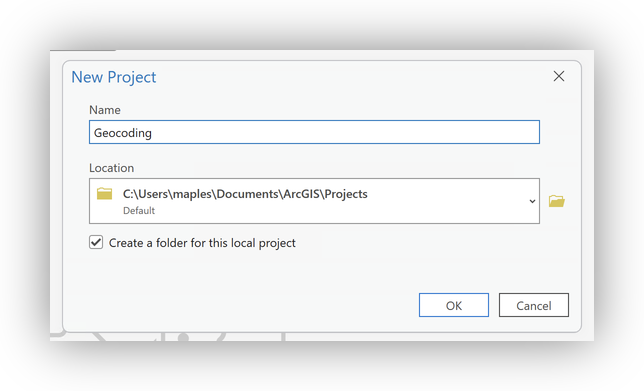 New Project
Name
Geocoding
Location
C:\Users\maples\Documents\ArcGIS\Projects
Default
Create a folder for this local project
OK
Cancel